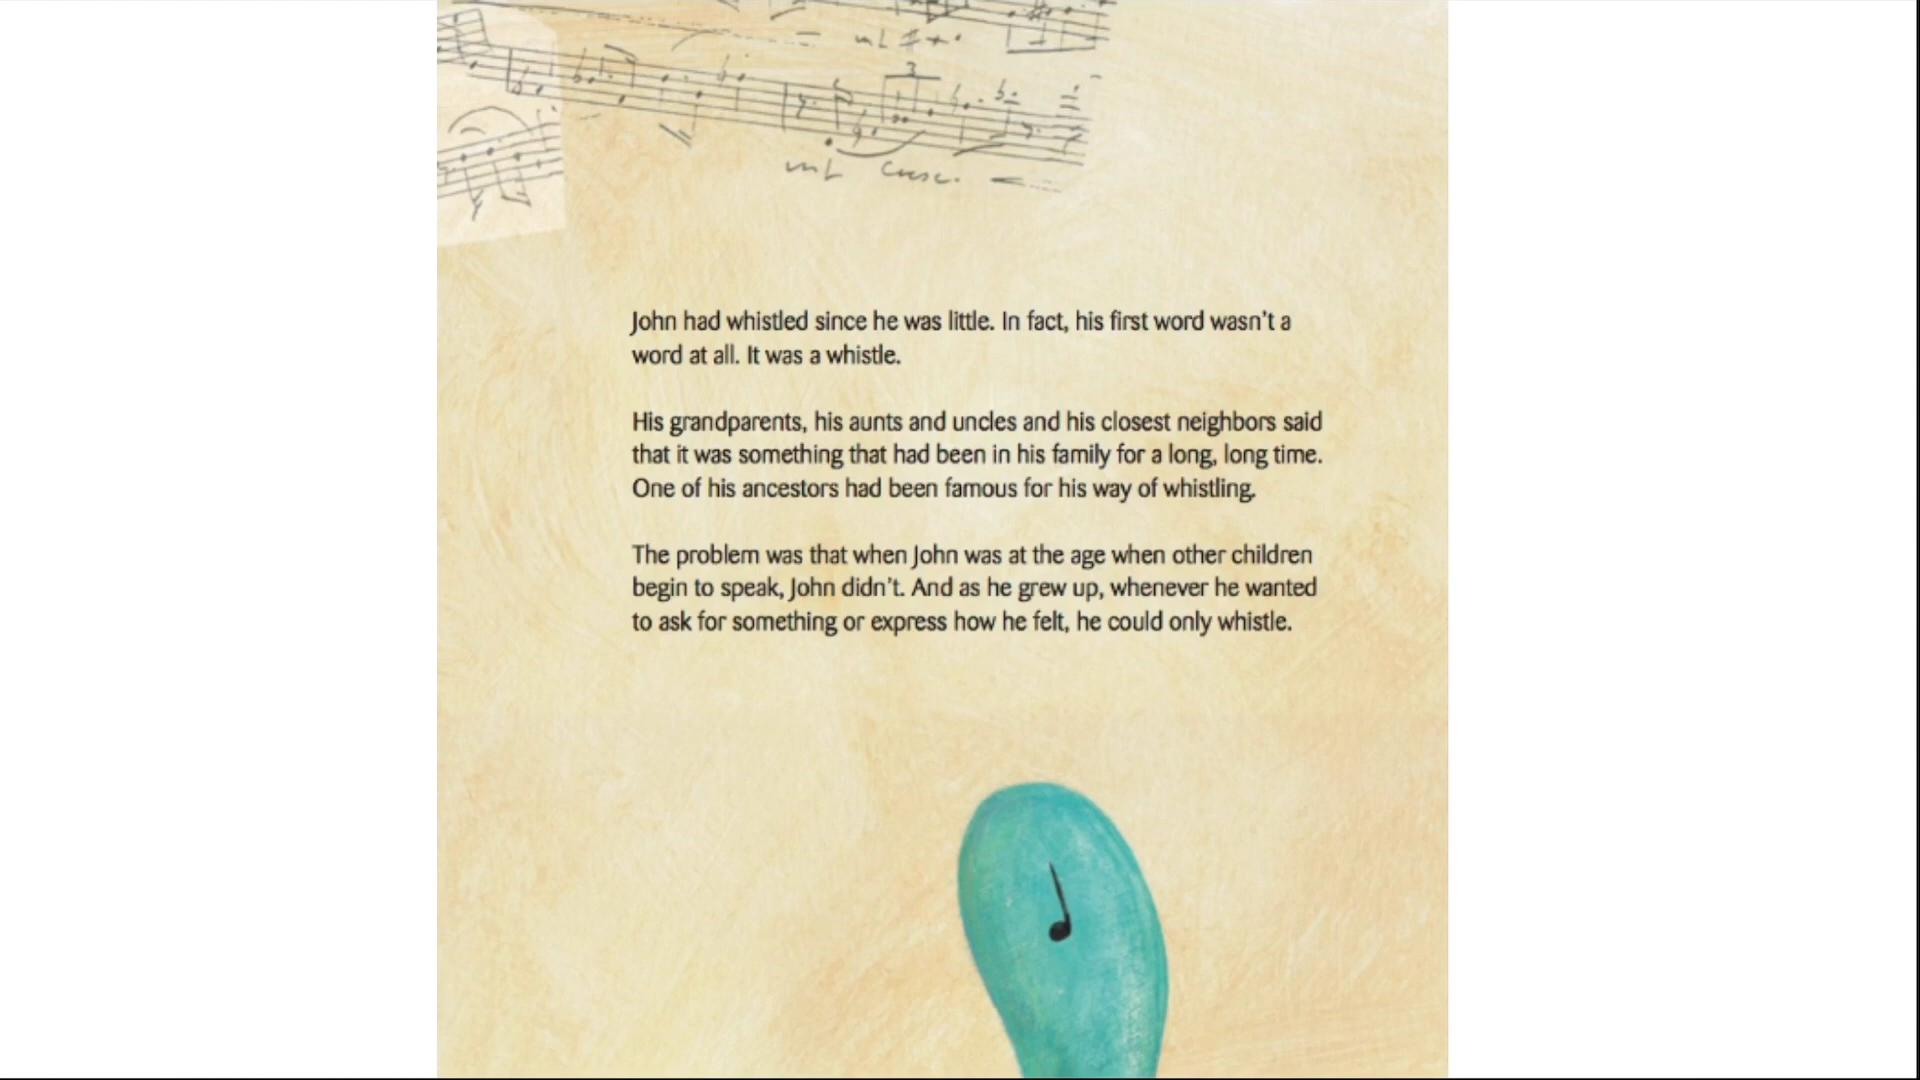 3
mL
cresc.
John had whistled since he was little. In fact, his first word wasn't a
word at all. It was a whistle.
His grandparents, his aunts and uncles and his closest neighbors said
that it was something that had been in his family for a long, long time.
One of his ancestors had been famous for his way of whistling.
The problem was that when John was at the age when other children
begin to speak, John didn't. And as he grew up, whenever he wanted
to ask for something or express how he felt, he could only whistle.